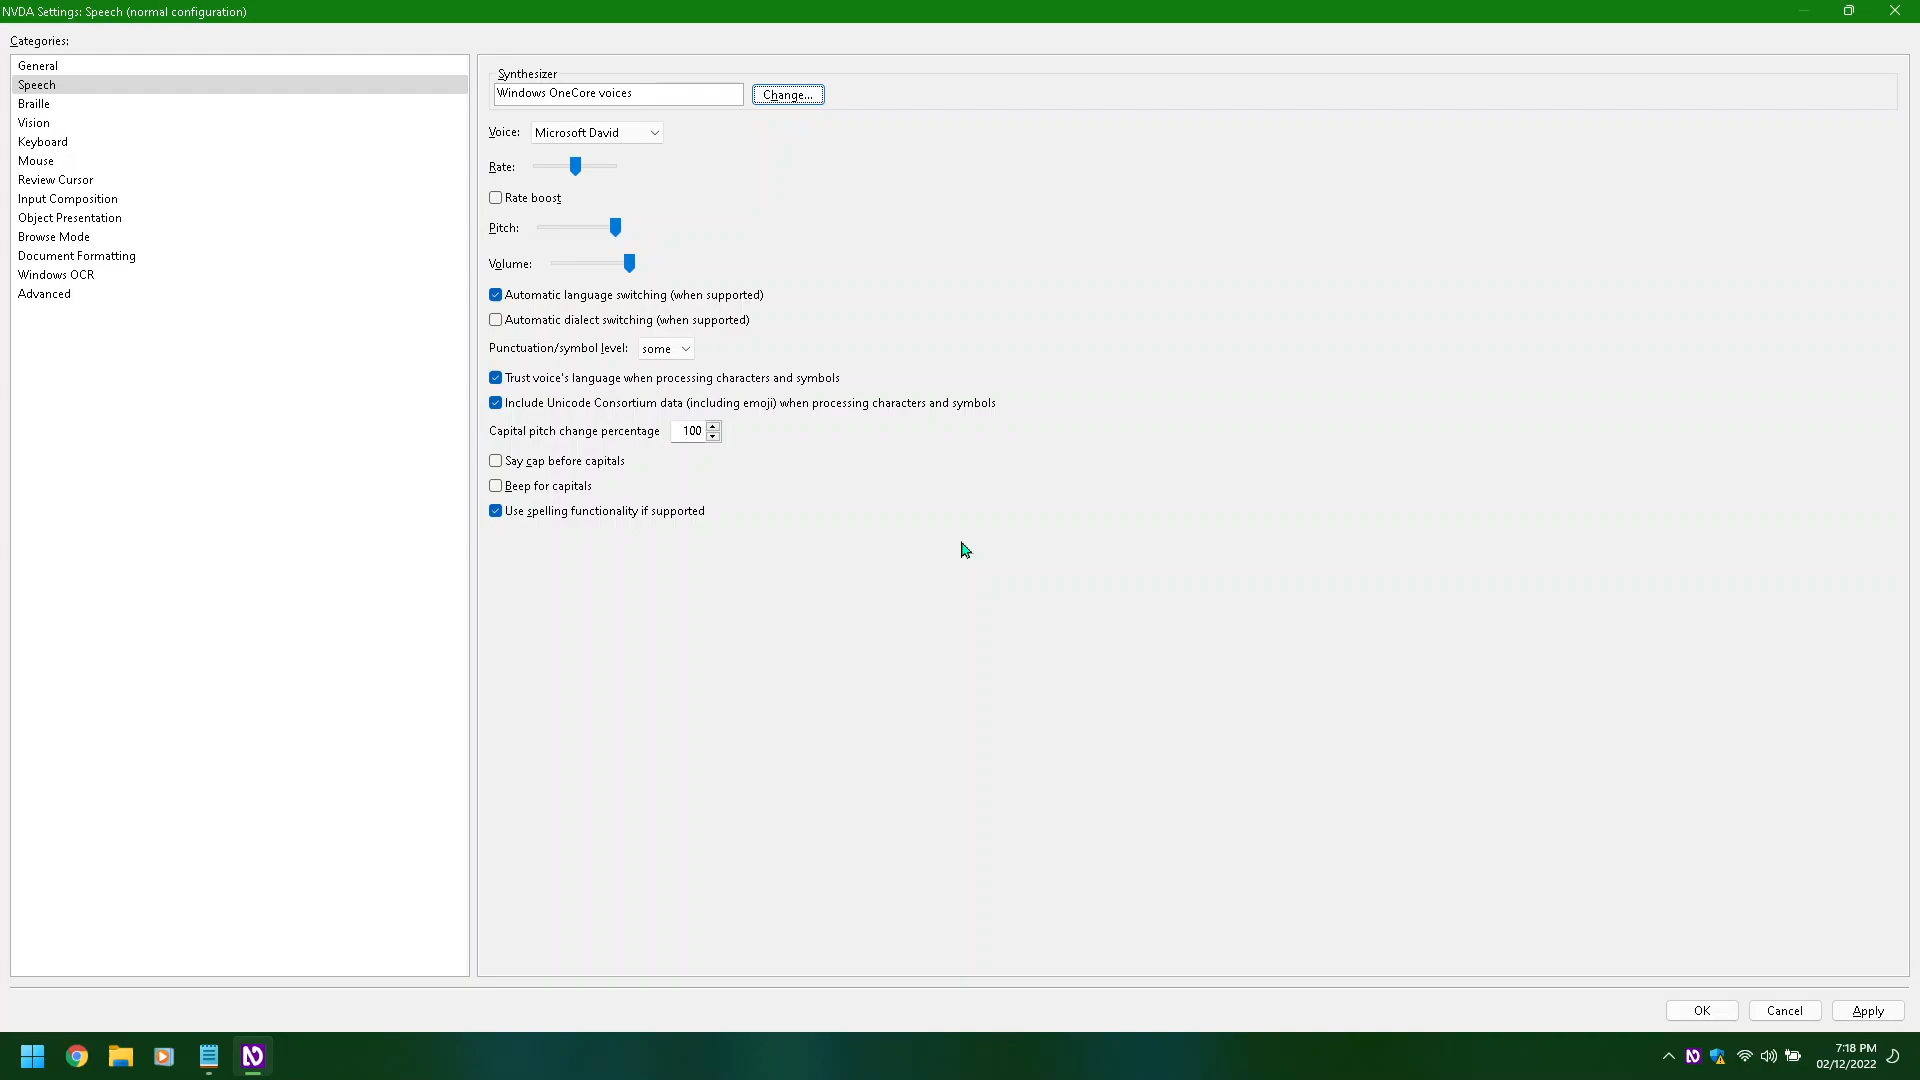 NVDA Settings: Speech (normal configuration)
Categories:
General
Speech
Braille
Vision
Keyboard
Mouse
Review Cursor
Input Composition
Object Presentation
Browse Mode
Document Formatting
Windows OCR
Advanced
Synthesizer
Windows OneCore voices Change...
Voice: Microsoft David
Rate:
Rate boost
Pitch:
Volume:
Automatic language switching (when supported)
Automatic dialect switching (when supported)
Punctuation/symbol level: some
Trust voice's language when processing characters and symbols
Include Unicode Consortium data (including emoji) when processing characters and symbols
Capital pitch change percentage 100
Say cap before capitals
Beep for capitals
Use spelling functionality if supported
OK Cancel Apply
7:18 PM
02/12/2022